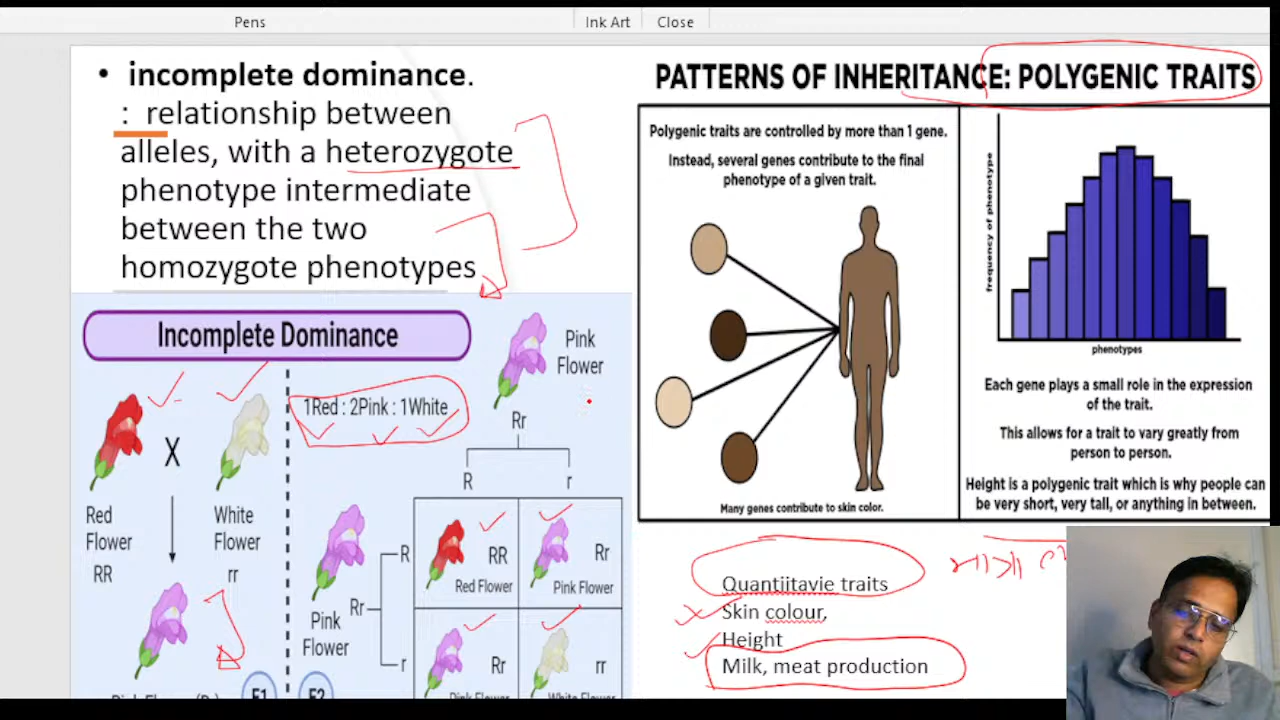 Pens
Ink Art
Close
• incomplete dominance.
: relationship between
alleles, with a heterozygote
phenotype intermediate
between the two
homozygote phenotypes
Incomplete Dominance
X
Red
Flower
RR
White
Flower
rr
F1
1Red : 2Pink : 1White
Pink
Flower
Rr
R
r
Pink
Flower
Rr
R
r
RR
Red Flower
Rr
Pink Flower
Rr
Pink Flower
rr
White Flower
F2
PATTERNS OF INHERITANCE: POLYGENIC TRAITS
Polygenic traits are controlled by more than 1 gene.
Instead, several genes contribute to the final
phenotype of a given trait.
Many genes contribute to skin color.
frequency of phenotype
phenotypes
Each gene plays a small role in the expression
of the trait.
This allows for a trait to vary greatly from
person to person.
Height is a polygenic trait which is why people can
be very short, very tall, or anything in between.
Quantiitavie traits
Skin colour,
Height
Milk, meat production